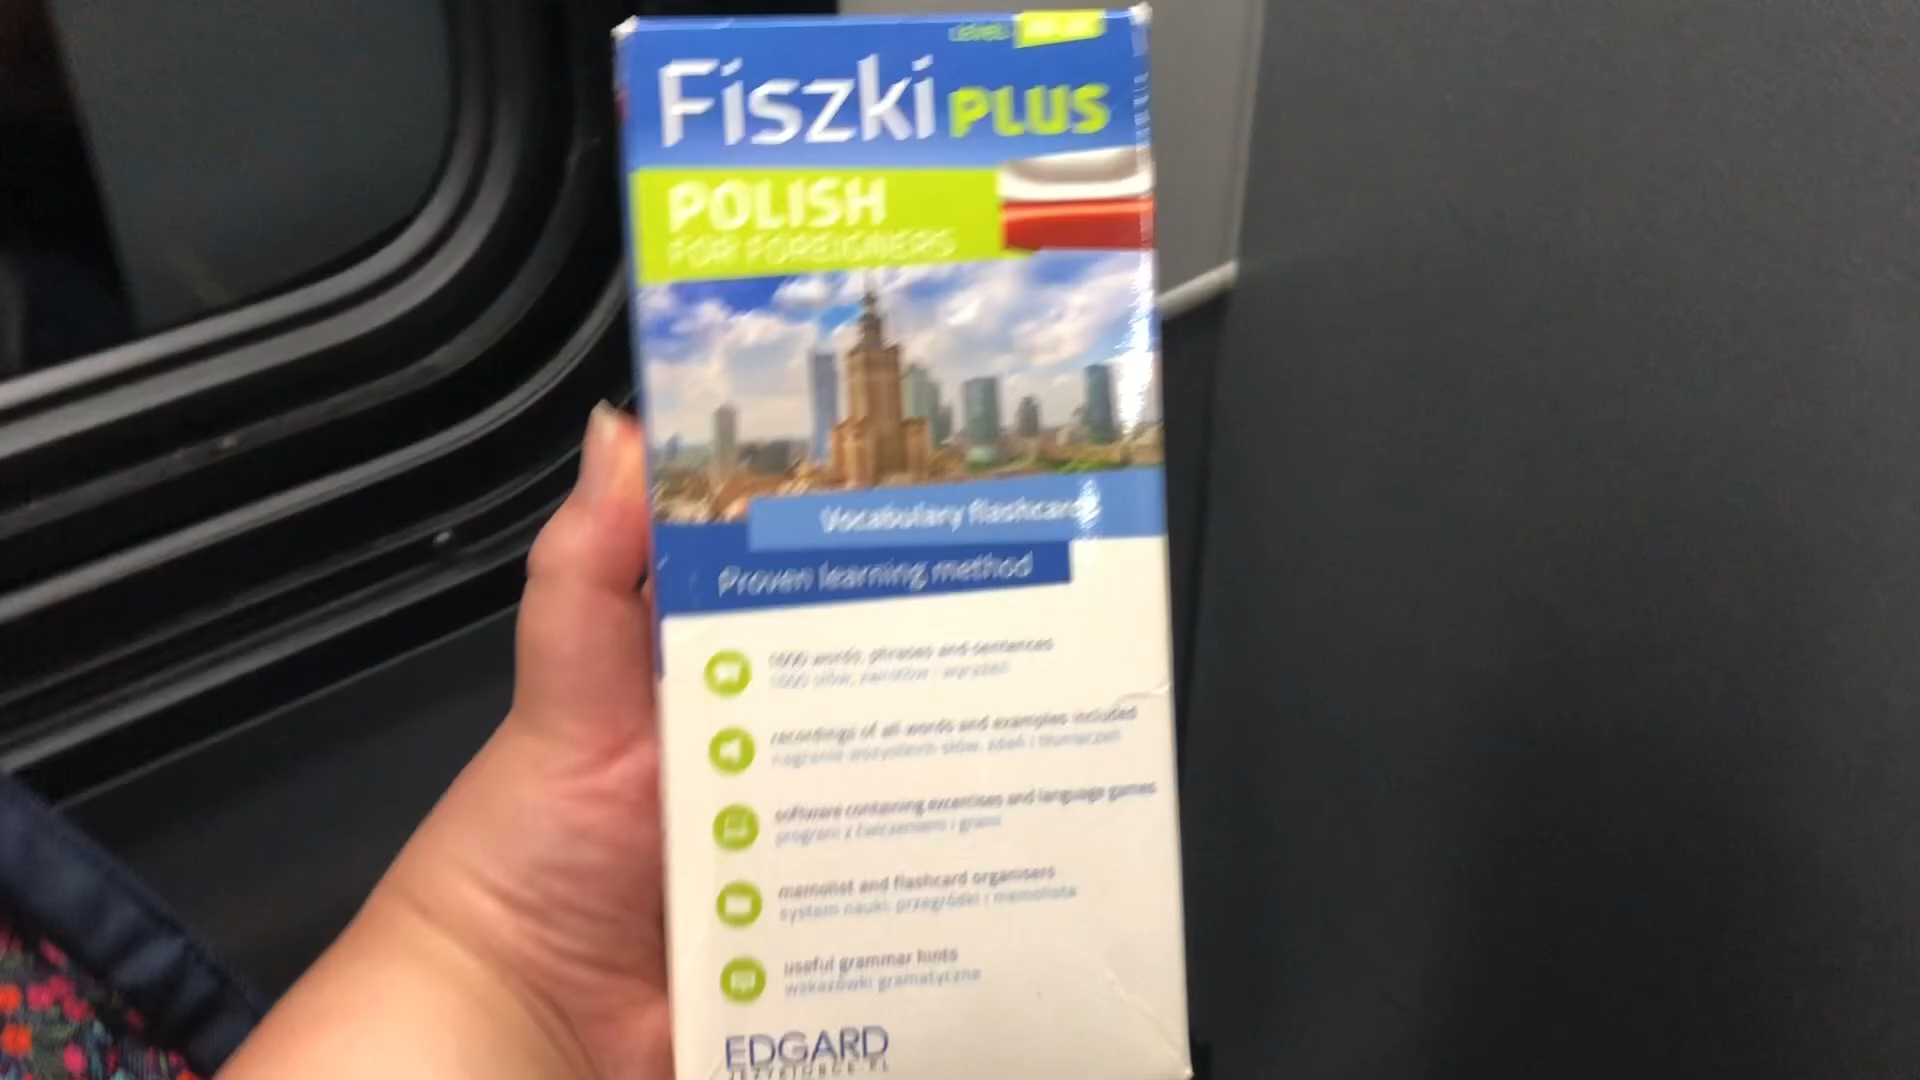 LEVEL
Fiszki PLUS
POLISH
FOR FOREIGNERS
Vocabulary flashcards
Proven learning method
words, phrases and sentences
słów, zwrotów i wyrażeń
recordings of all words and examples included
nagrania wszystkich słów, zdań i tłumaczeń
software containing excercises and language games
program z ćwiczeniami i grami
memolist and flashcard organisers
system nauki: przegródki i memolista
useful grammar hints
wskazówki gramatyczne
EDGARD